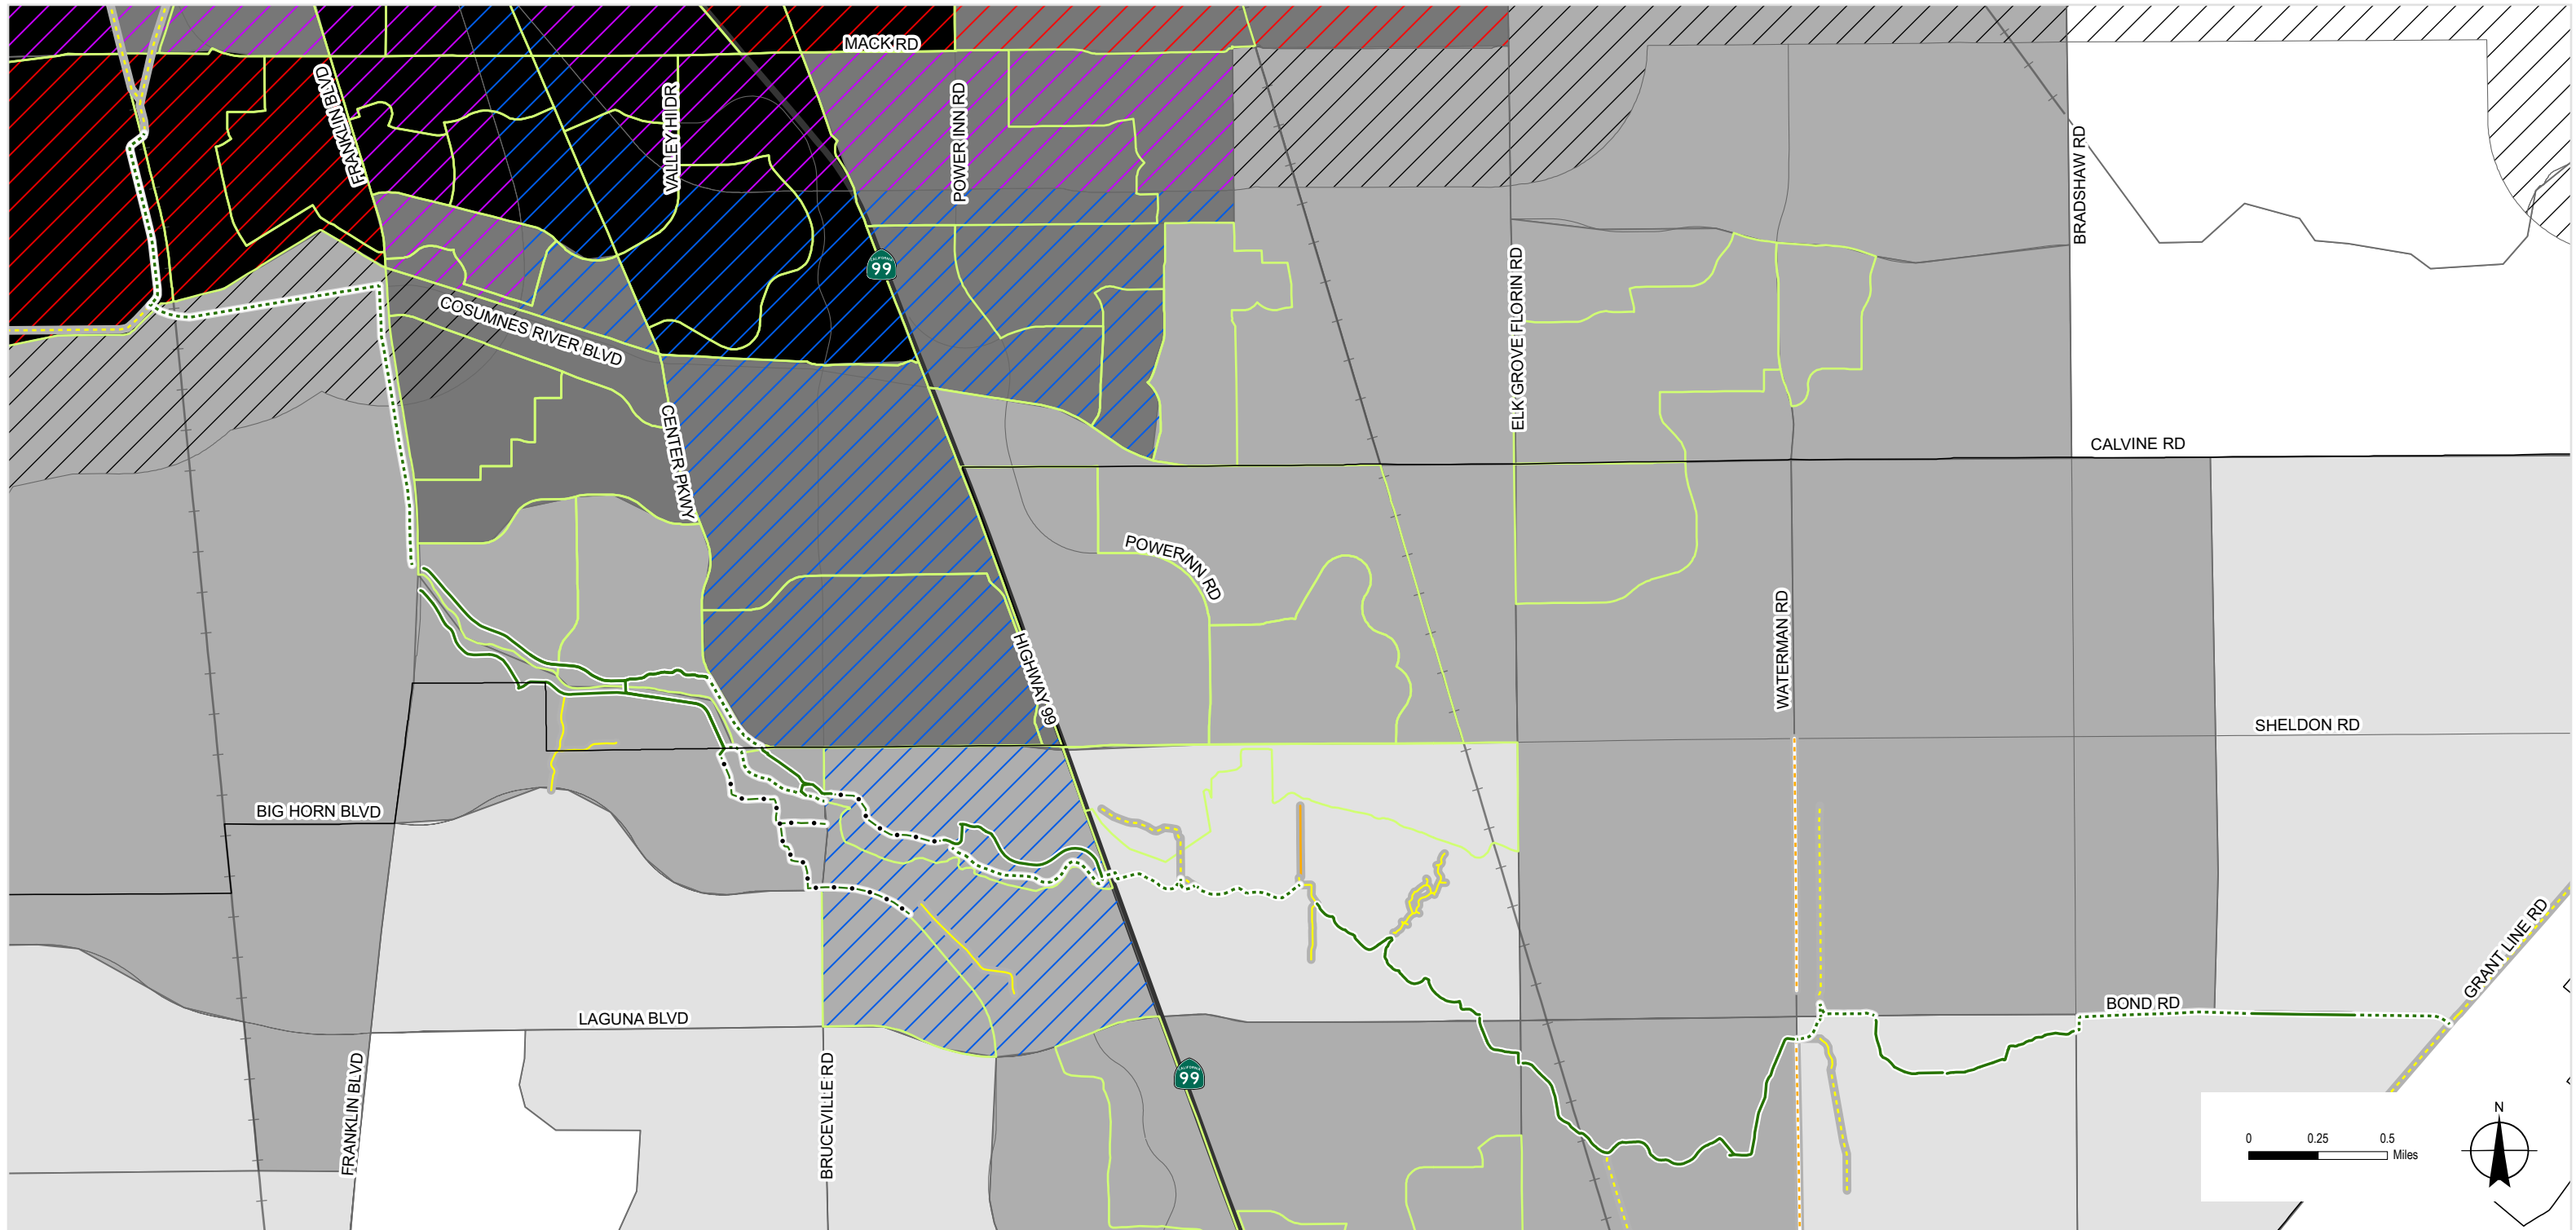 MACK RD
FRANKLIN BLVD
VALLEY HI DR
POWER INN RD
BRADSHAW RD
CALIFORNIA
99
ELK GROVE FLORIN RD
COSUMNES RIVER BLVD
CENTER PKWY
CALVINE RD
POWER INN RD
WATERMAN RD
HIGHWAY 99
SHELDON RD
BIG HORN BLVD
GRANT LINE RD
BOND RD
LAGUNA BLVD
FRANKLIN BLVD
BRUCEVILLE RD
CALIFORNIA
99
N
0 0.25 0.5
Miles